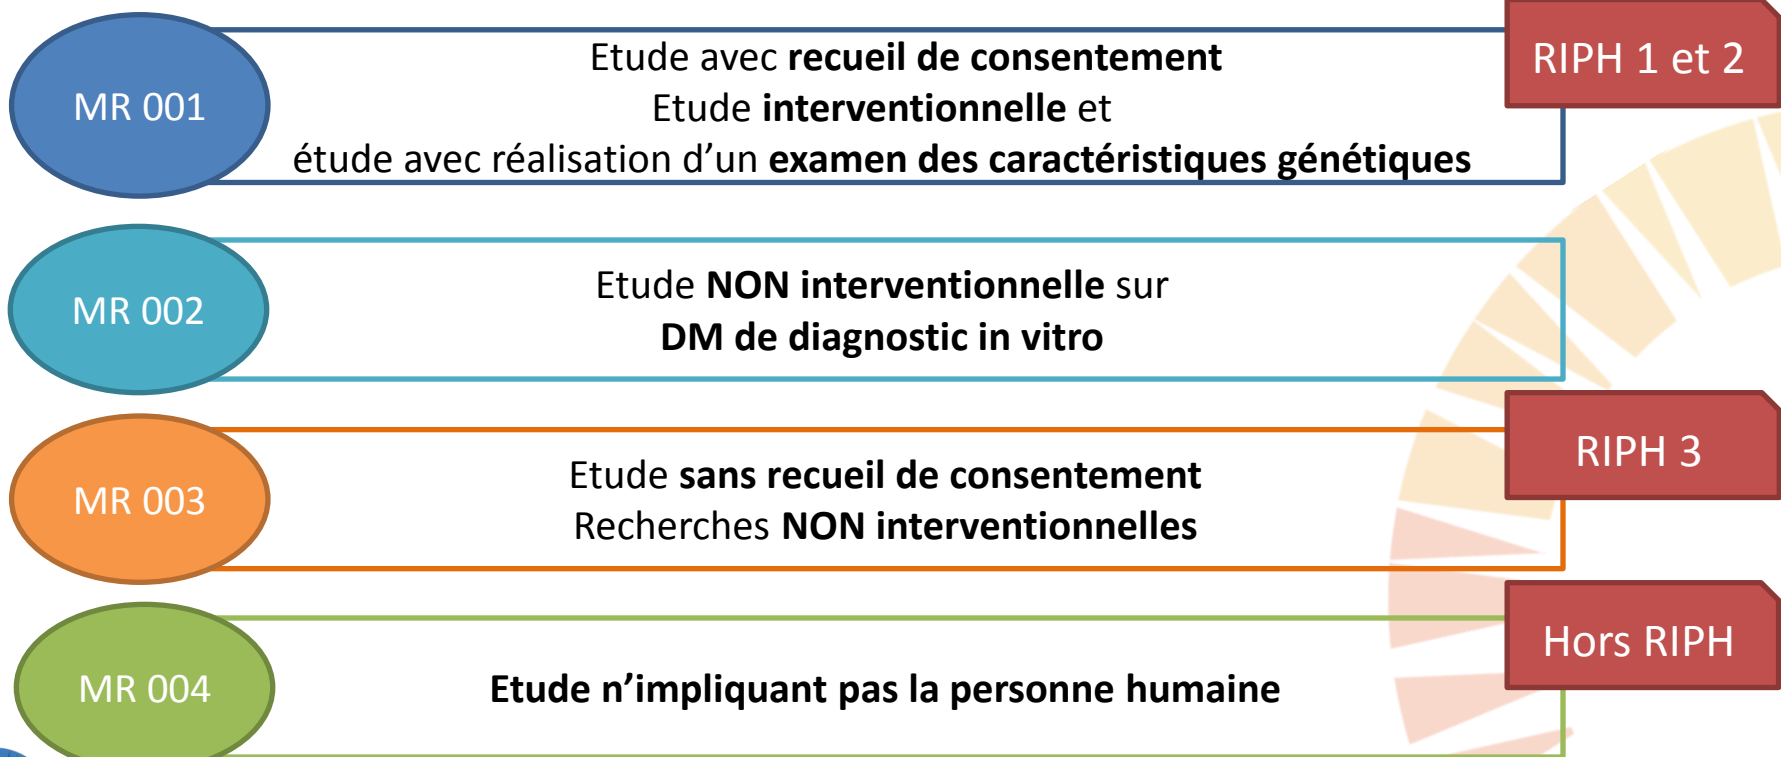 MR 001
Etude avec recueil de consentement
Etude interventionnelle et
étude avec réalisation d’un examen des caractéristiques génétiques
RIPH 1 et 2
MR 002
Etude NON interventionnelle sur
DM de diagnostic in vitro
MR 003
Etude sans recueil de consentement
Recherches NON interventionnelles
RIPH 3
MR 004
Etude n’impliquant pas la personne humaine
Hors RIPH